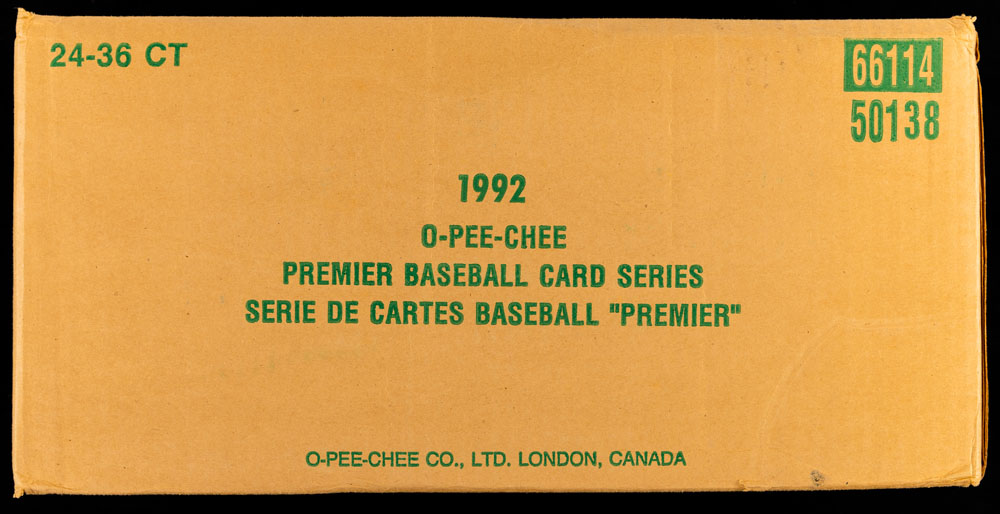 24-36 CT
66114
50138
1992
O-PEE-CHEE
PREMIER BASEBALL CARD SERIES
SERIE DE CARTES BASEBALL "PREMIER"
O-PEE-CHEE CO., LTD. LONDON, CANADA